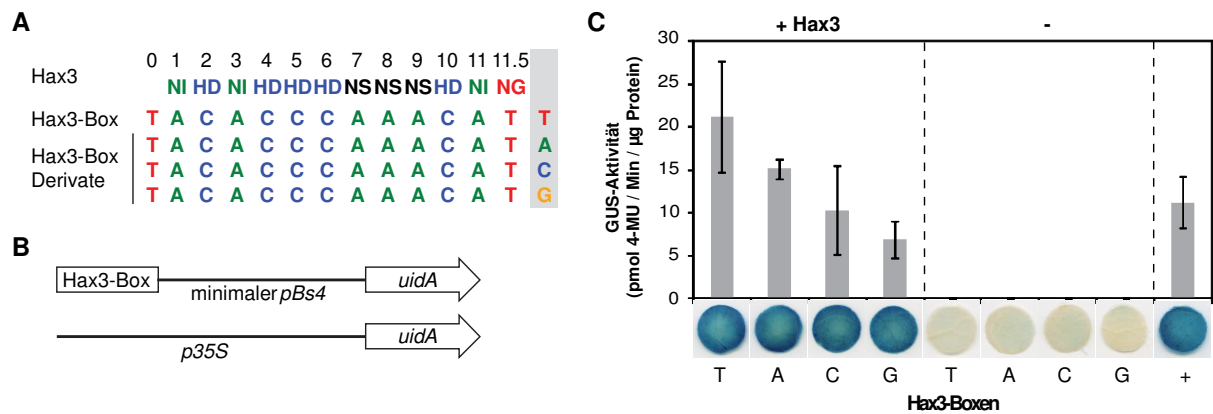 A
0 1 2 3 4 5 6 7 8 9 10 11 11.5
Hax3 NI HD NI HD HD HD NS NS NS HD NI NG
Hax3-Box T A C A C C C A A A C A T T
Hax3-Box Derivate
T A C A C C C A A A C A T A
T A C A C C C A A A C A T C
T A C A C C C A A A C A T G
B
Hax3-Box minimaler pBs4 uidA
p35S uidA
C
+ Hax3 -
GUS-Aktivität
(pmol 4-MU / Min / µg Protein)
30
25
20
15
10
5
0
T A C G T A C G +
Hax3-Boxen